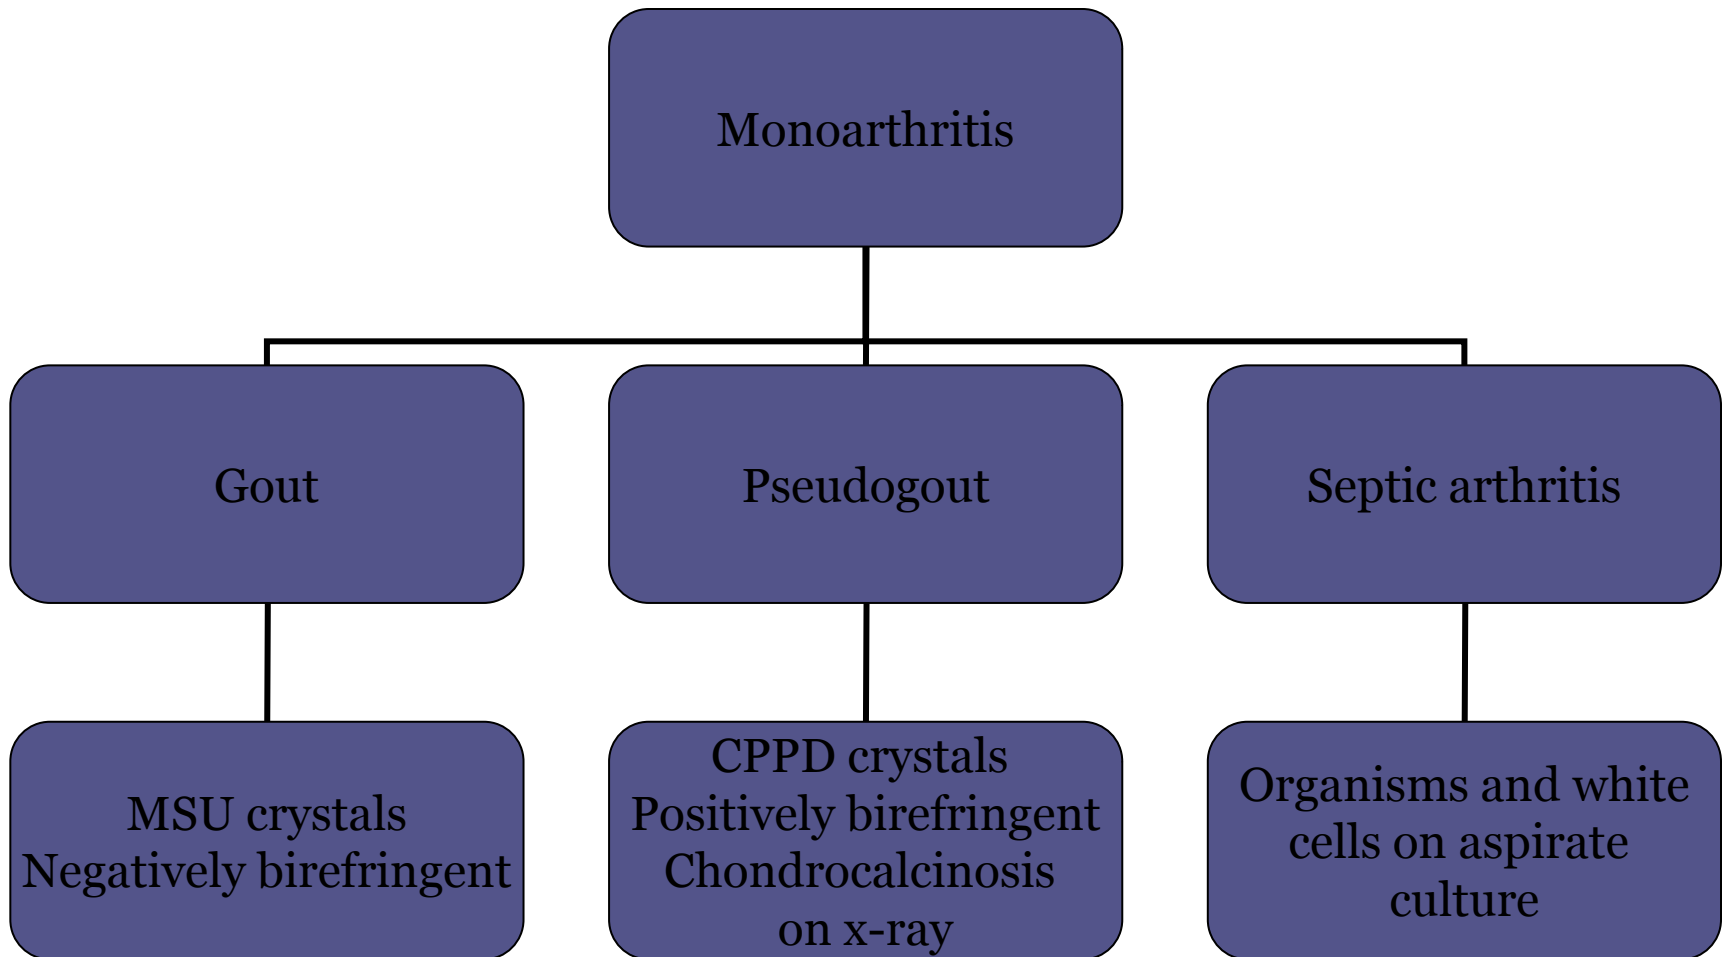 Monoarthritis
Gout
Pseudogout
Septic arthritis
MSU crystals
Negatively birefringent
CPPD crystals
Positively birefringent
Chondrocalcinosis
on x-ray
Organisms and white
cells on aspirate
culture